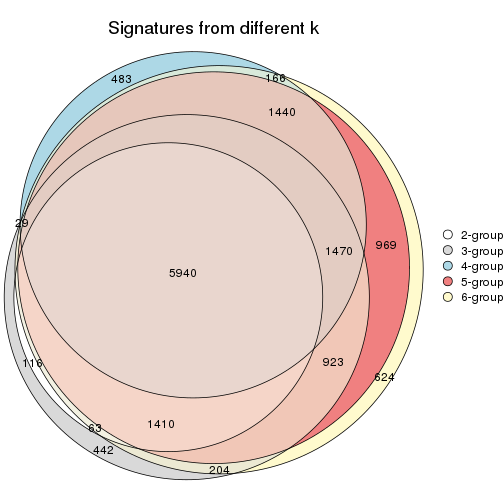 Signatures from different k
483
166
1440
29
1470
969
5940
116
923
624
63
1410
442
204
2-group
3-group
4-group
5-group
6-group